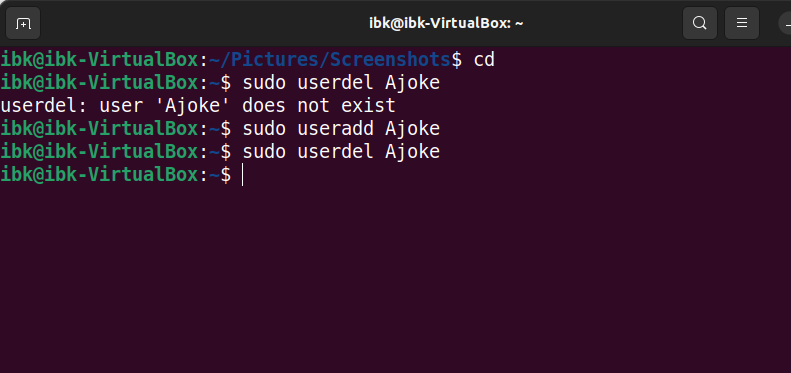 ibk@ibk-VirtualBox: ~
ibk@ibk-VirtualBox:~/Pictures/Screenshots$ cd
ibk@ibk-VirtualBox:~$ sudo userdel Ajoke
userdel: user 'Ajoke' does not exist
ibk@ibk-VirtualBox:~$ sudo useradd Ajoke
ibk@ibk-VirtualBox:~$ sudo userdel Ajoke
ibk@ibk-VirtualBox:~$